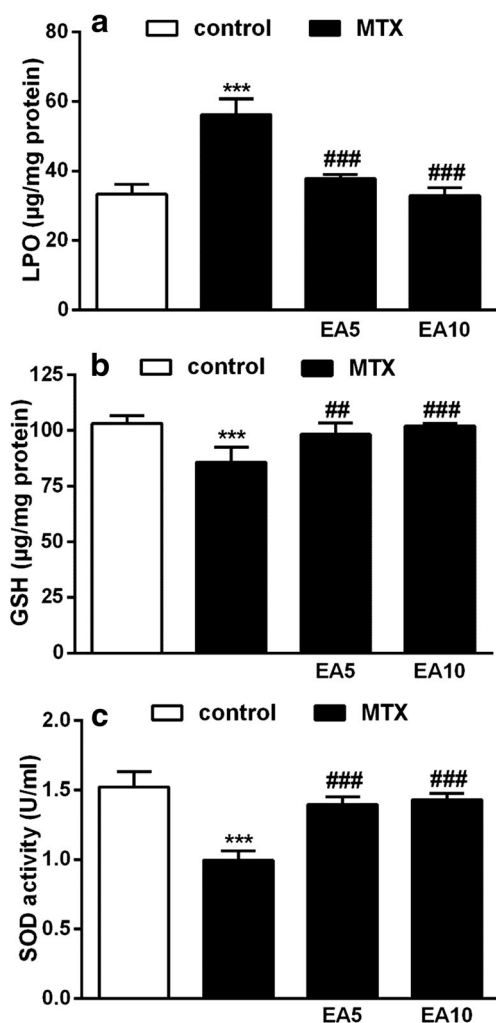 a control MTX
80
60
40
20
0
LPO (µg/mg protein)
***
###
###
EA5 EA10
b control MTX
125
100
75
50
25
0
GSH (µg/mg protein)
***
##
###
EA5 EA10
c control MTX
2.0
1.5
1.0
0.5
0.0
SOD activity (U/ml)
***
###
###
EA5 EA10